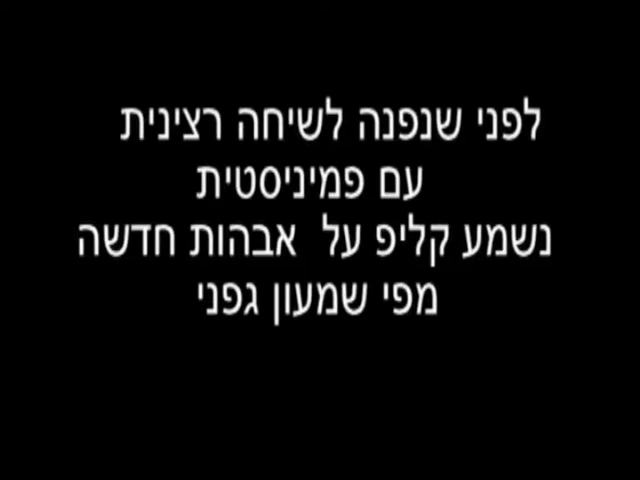 לפני שנפנה לשיחה רצינית
עם פמיניסטית
נשמע קליפ על אבהות חדשה
מפי שמעון גפני